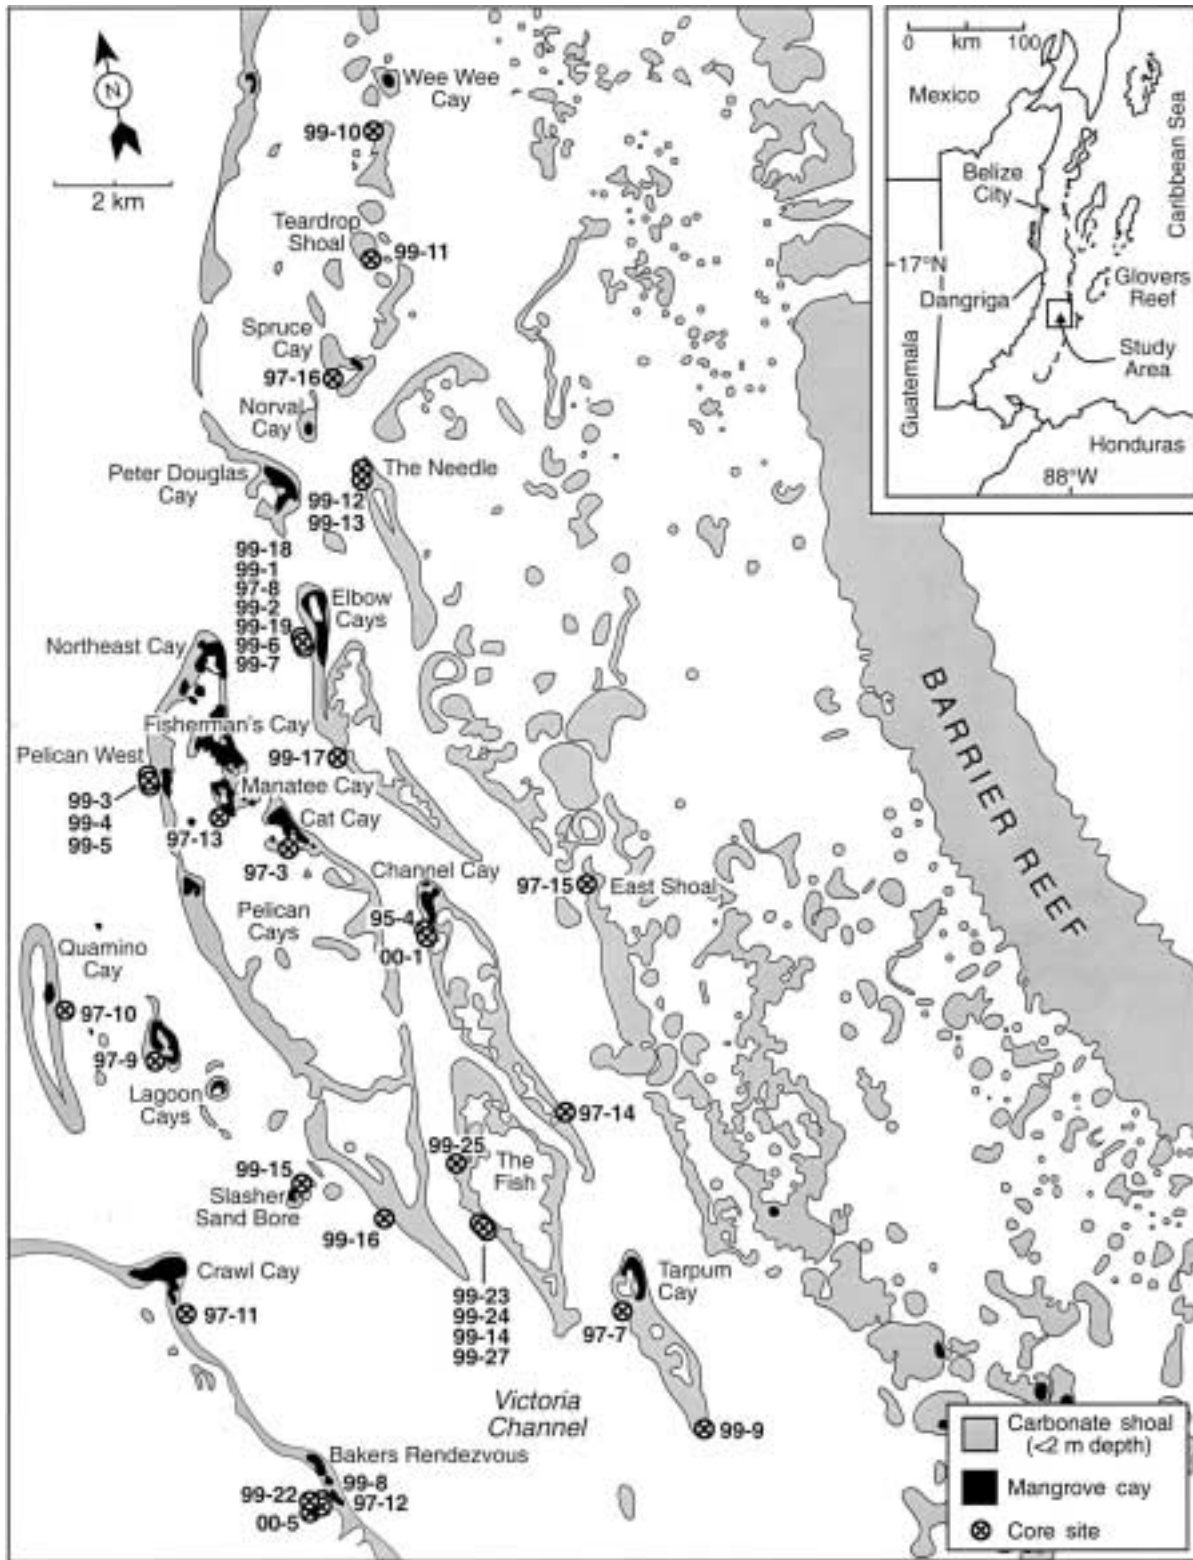 Wee Wee
Cay
99-10
N
2 km
Teardrop
Shoal
99-11
Spruce
Cay
97-16
Norval
Cay
Peter Douglas
Cay
The Needle
99-12
99-13
99-18
99-1
97-8
99-2
99-19
99-6
99-7
Elbow
Cays
Northeast Cay
Fisherman's Cay
Pelican West
99-17
99-3
99-4
99-5
Manatee Cay
97-13
Cat Cay
97-3
Channel Cay
97-15
East Shoal
Pelican
Cays
95-4
00-1
Quamino
Cay
97-10
97-9
Lagoon
Cays
97-14
99-25
The
Fish
99-15
Slasher
Sand Bore
99-16
Crawl Cay
97-11
99-23
99-24
99-14
99-27
Tarpum
Cay
97-7
Victoria
Channel
99-9
Bakers Rendezvous
99-8
99-22
97-12
00-5
BARRIER REEF
0 km 100
Mexico
Caribbean Sea
Belize
City
17°N
Glovers
Reef
Dangriga
Study
Area
Guatemala
Honduras
88°W
Carbonate shoal
(<2 m depth)
Mangrove cay
Core site